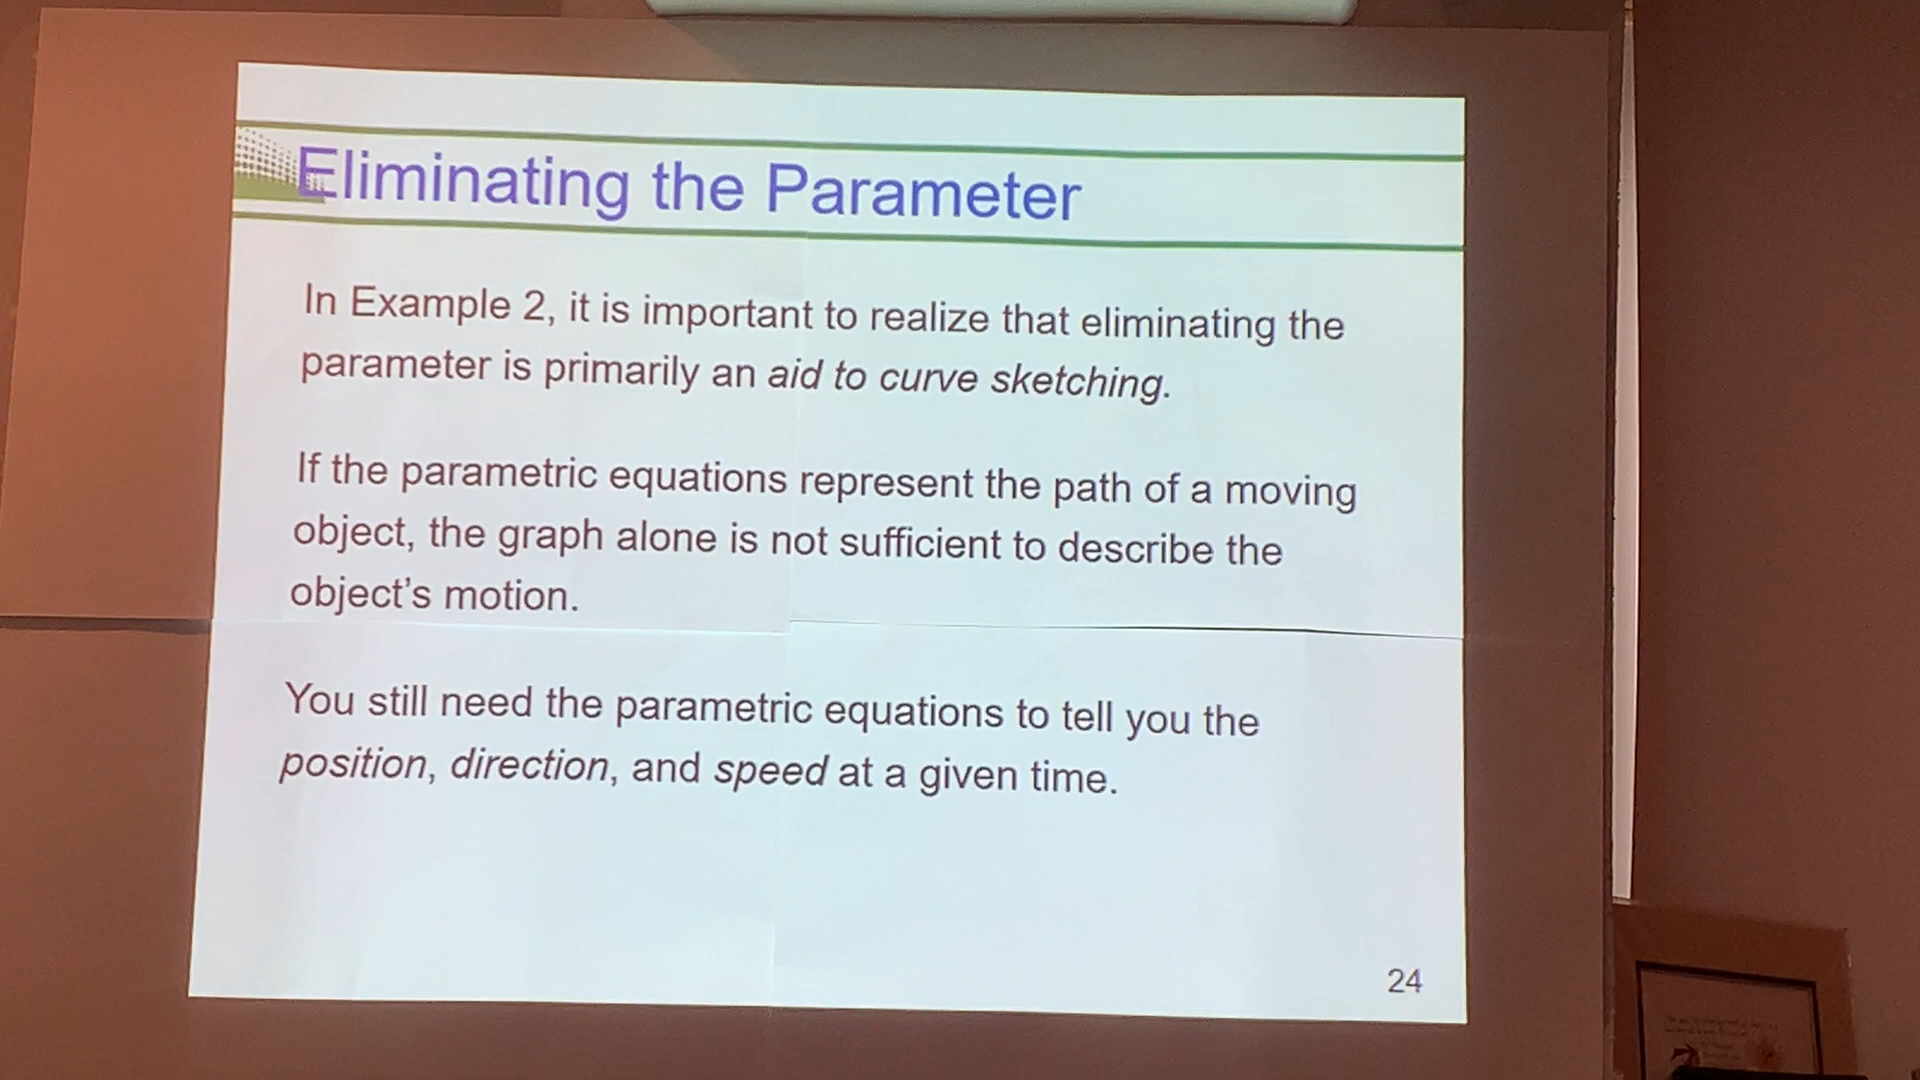 Eliminating the Parameter
In Example 2, it is important to realize that eliminating the
parameter is primarily an aid to curve sketching.
If the parametric equations represent the path of a moving
object, the graph alone is not sufficient to describe the
object’s motion.
You still need the parametric equations to tell you the
position, direction, and speed at a given time.
24